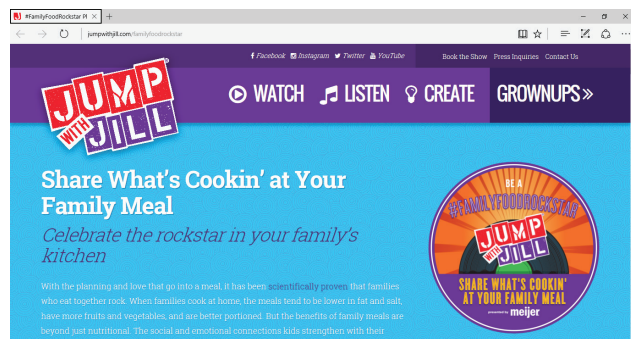 #FamilyFoodRockstar Pl
jumpwithjill.com/familyfoodrockstar
Facebook Instagram Twitter YouTube Book the Show Press Inquiries Contact Us
JUMP WITH JILL
WATCH LISTEN CREATE GROWNUPS»
Share What's Cookin' at Your
Family Meal
Celebrate the rockstar in your family's
kitchen
With the planning and love that go into a meal, it has been scientifically proven that families
who eat together rock. When families cook at home, the meals tend to be lower in fat and salt,
have more fruits and vegetables, and are better portioned. But the benefits of family meals are
beyond just nutritional. The social and emotional connections kids strengthen with their
BE A
#FAMILYFOODROCKSTAR
JUMP
WITH JILL
SHARE WHAT'S COOKIN'
AT YOUR FAMILY MEAL
presented by meijer